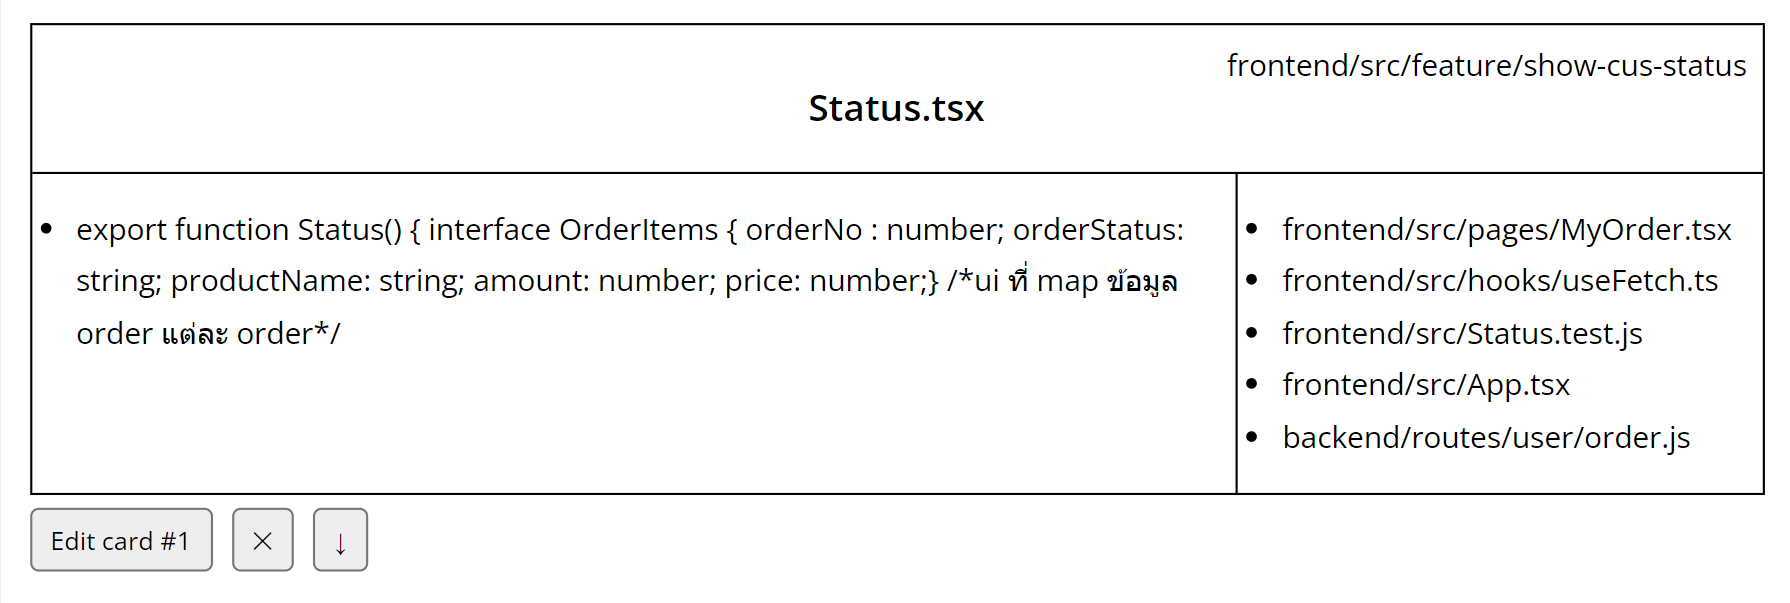 frontend/src/feature/show-cus-status
Status.tsx
• export function Status() { interface OrderItems { orderNo : number; orderStatus:
string; productName: string; amount: number; price: number;} /*ui ที่ map ข้อมูล
order แต่ละ order*/
• frontend/src/pages/MyOrder.tsx
• frontend/src/hooks/useFetch.ts
• frontend/src/Status.test.js
• frontend/src/App.tsx
• backend/routes/user/order.js
Edit card #1
×
↓